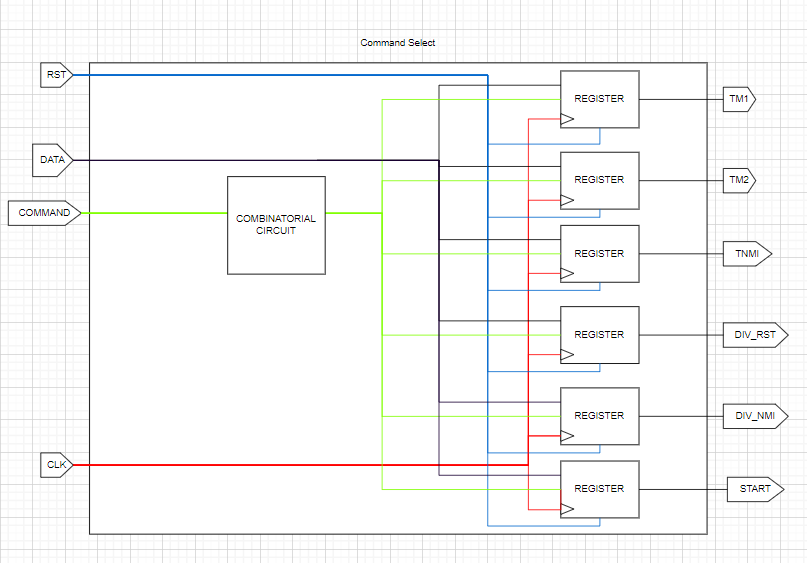 Command Select
RST
REGISTER
TM1
DATA
REGISTER
TM2
COMMAND
COMBINATORIAL
CIRCUIT
REGISTER
TNMI
REGISTER
DIV_RST
REGISTER
DIV_NMI
CLK
REGISTER
START